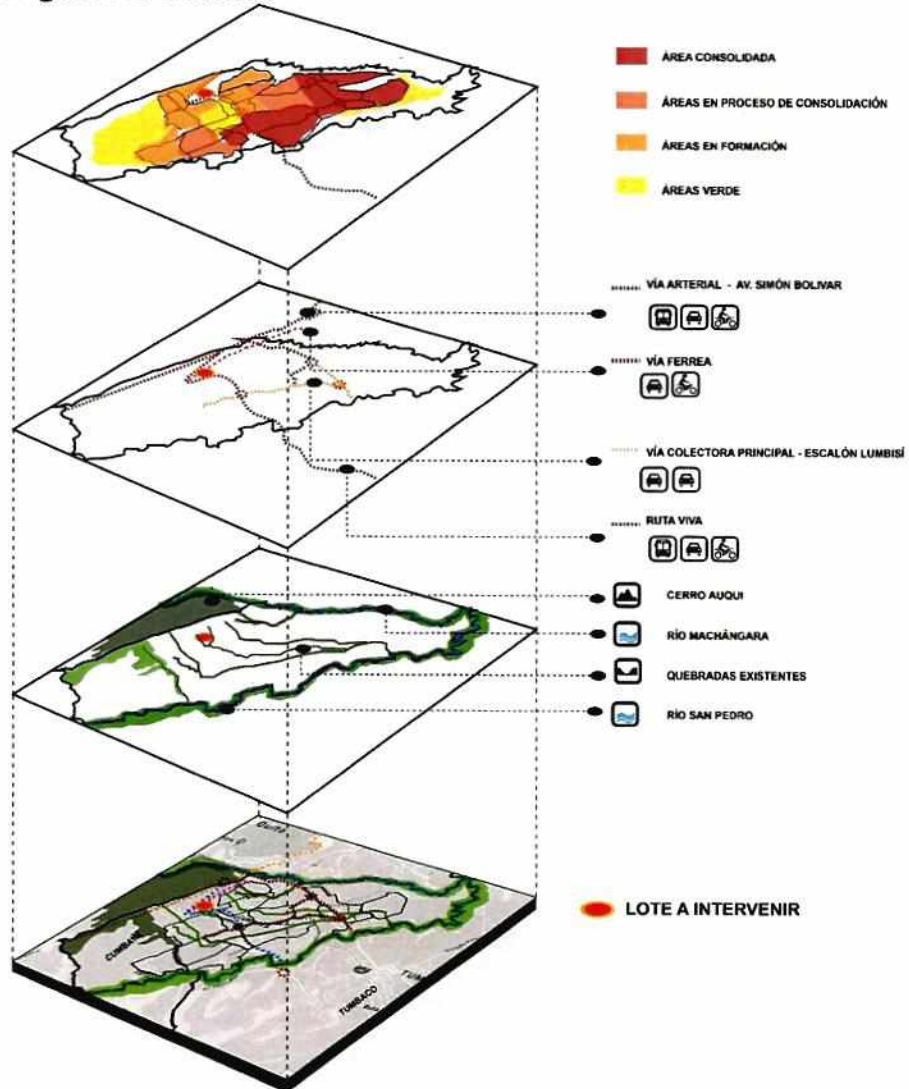 ÁREA CONSOLIDADA
ÁREAS EN PROCESO DE CONSOLIDACIÓN
ÁREAS EN FORMACIÓN
ÁREAS VERDE
VÍA ARTERIAL - AV. SIMÓN BOLIVAR
VÍA FERREA
VÍA COLECTORA PRINCIPAL - ESCALÓN LUMBISÍ
RUTA VIVA
CERRO AUQUI
RÍO MACHÁNGARA
QUEBRADAS EXISTENTES
RÍO SAN PEDRO
Quito
LOTE A INTERVENIR
TUMBACO